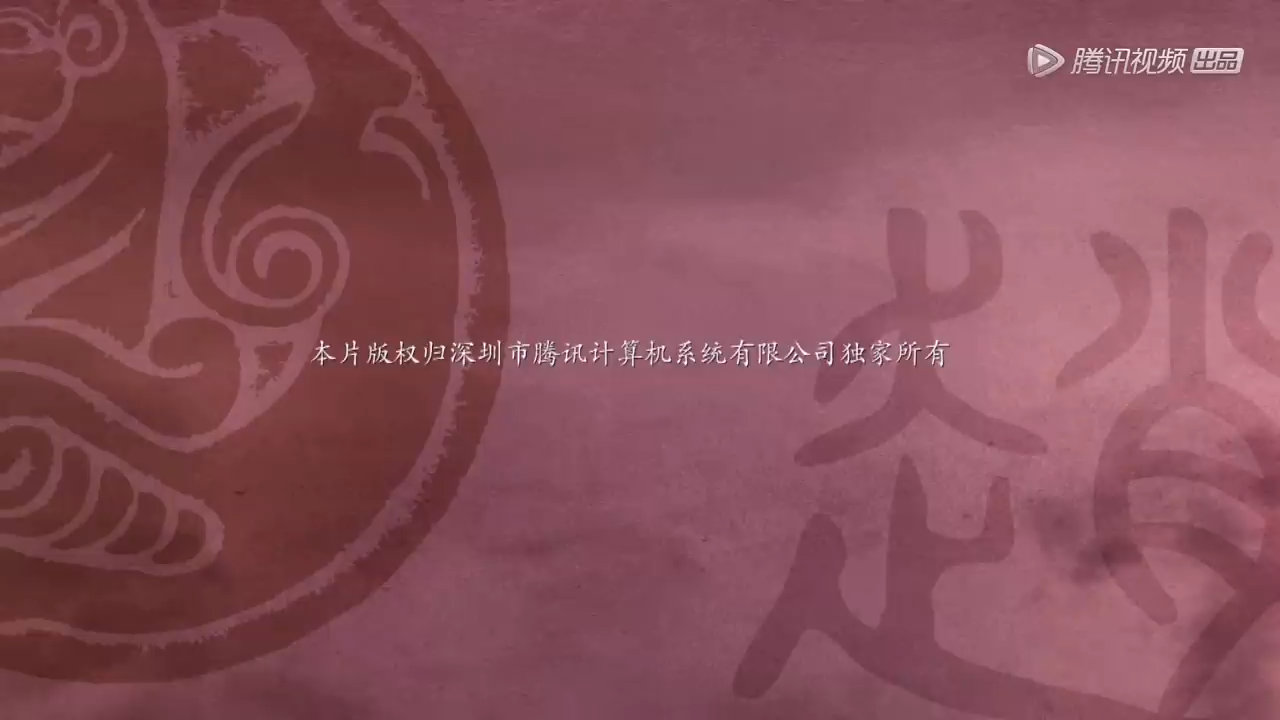 腾讯视频 出品
本片版权归深圳市腾讯计算机系统有限公司独家所有
趙